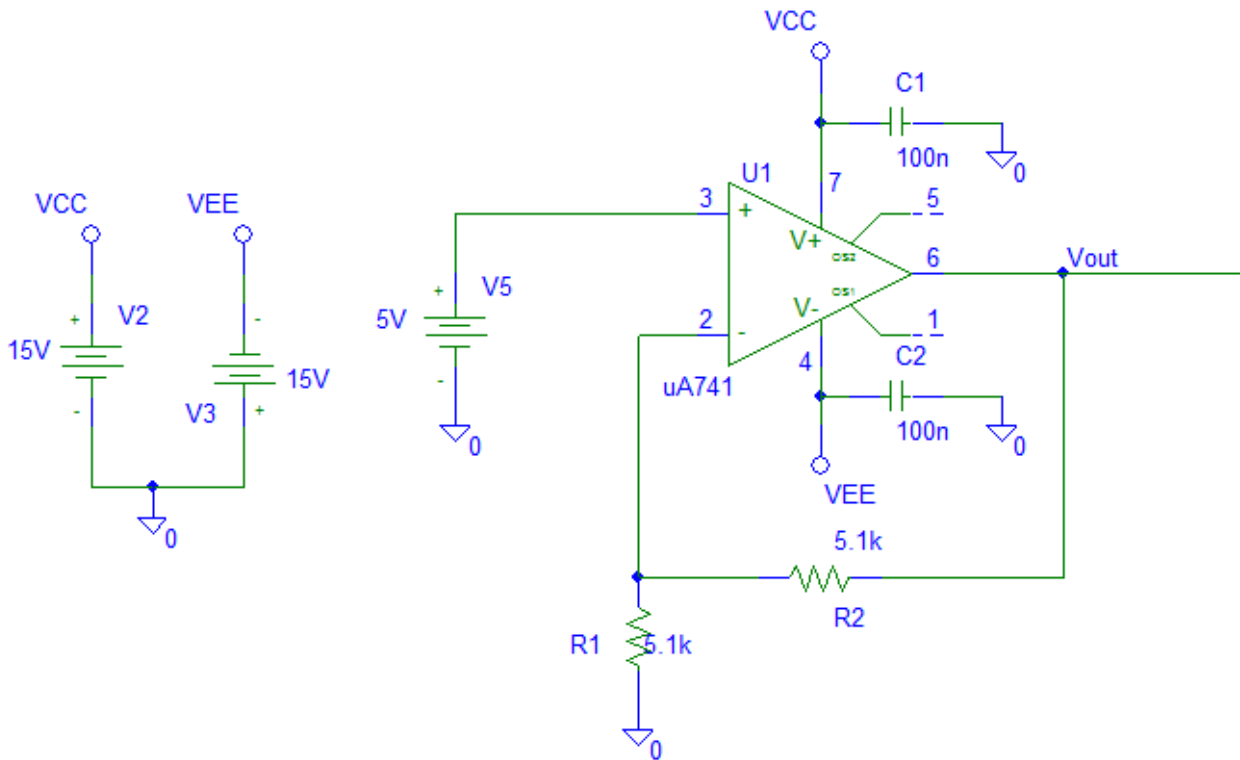 VCC
C1
100n
0
U1
7
3
+
V+
OS2
5
6
Vout
OS1
2
-
V-
1
4
C2
uA741
100n
0
VEE
VCC
VEE
+
V2
15V
-
-
15V
V3
+
0
+
V5
5V
-
0
5.1k
R2
R1
5.1k
0